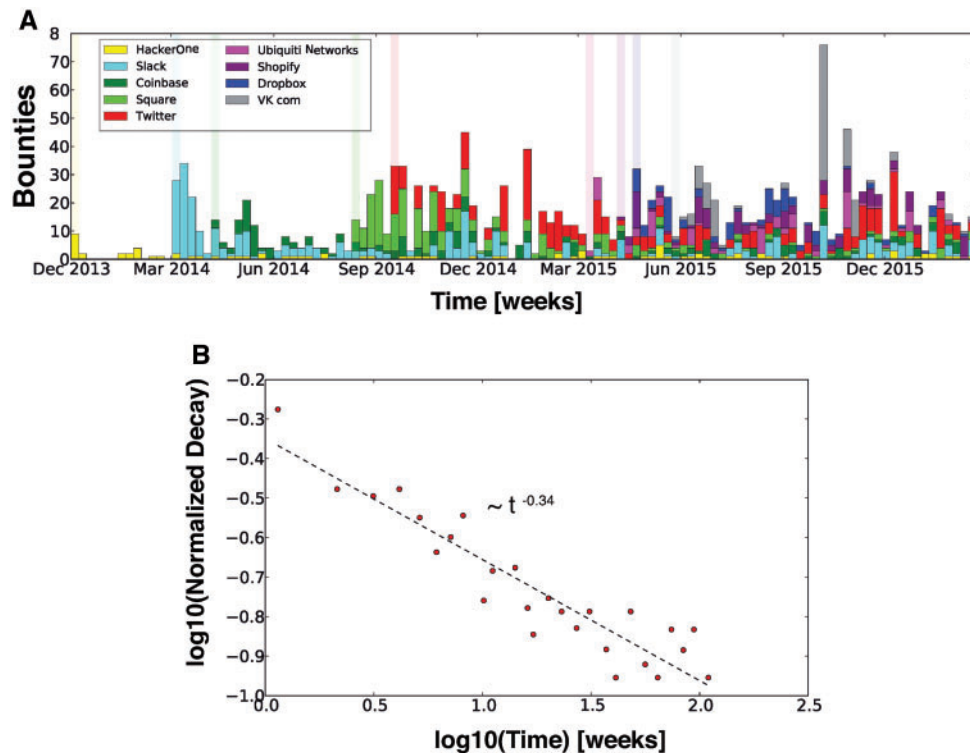 A
8
80
70
60
50
40
30
20
10
0
Bounties
HackerOne
Slack
Coinbase
Square
Twitter
Ubiquiti Networks
Shopify
Dropbox
VK com
Dec 2013 Mar 2014 Jun 2014 Sep 2014 Dec 2014 Mar 2015 Jun 2015 Sep 2015 Dec 2015
Time [weeks]
B
−0.2
−0.3
−0.4
−0.5
−0.6
−0.7
−0.8
−0.9
−1.0
log10(Normalized Decay)
~ t -0.34
0.0 0.5 1.0 1.5 2.0 2.5
log10(Time) [weeks]